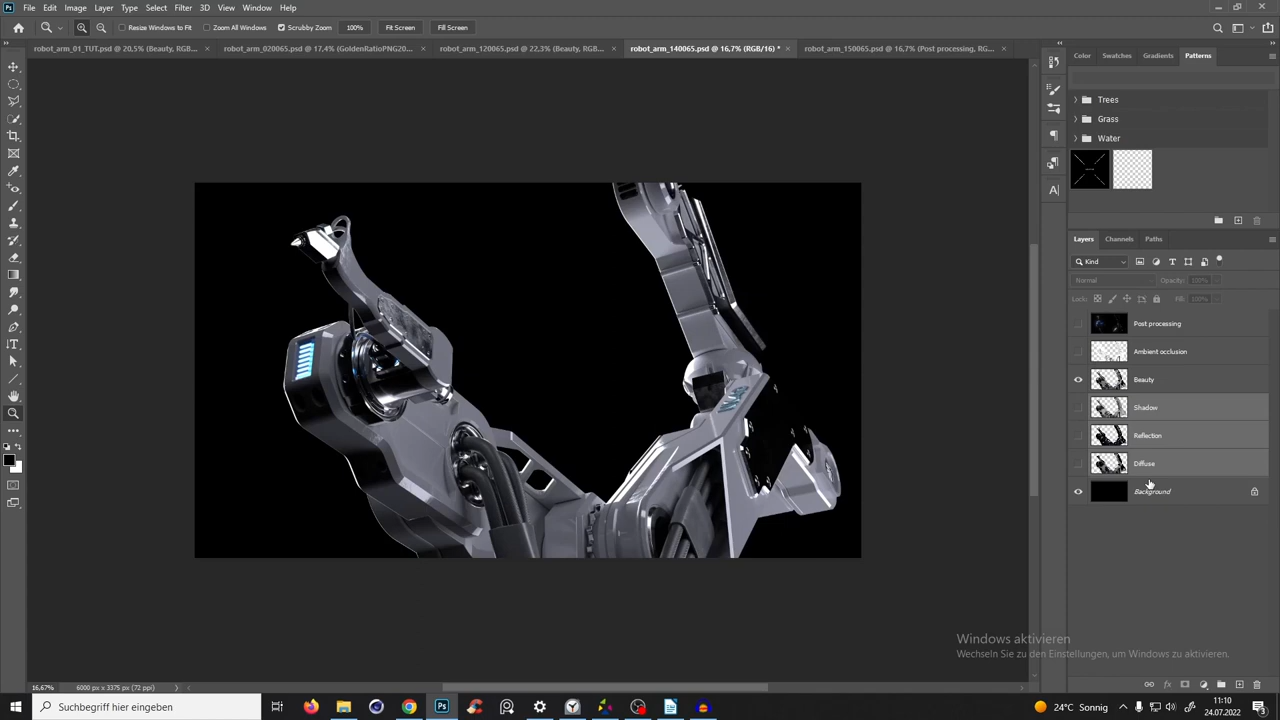 File Edit Image Layer Type Select Filter 3D View Window Help
Resize Windows to Fit Zoom All Windows Scrubby Zoom 100% Fit Screen Fill Screen
robot_arm_01_TUT.psd @ 20,5% (Beauty, RGB... × robot_arm_020065.psd @ 17,4% (GoldenRatioPNG20... × robot_arm_120065.psd @ 22,3% (Beauty, RGB... × robot_arm_140065.psd @ 16,7% (RGB/16) * × robot_arm_150065.psd @ 16,7% (Post processing, RG... ×
Color Swatches Gradients Patterns
Trees
Grass
Water
Layers Channels Paths
Kind
Normal Opacity: 100%
Lock: Fill: 100%
Post processing
Ambient occlusion
Beauty
Shadow
Reflection
Diffuse
Background
Windows aktivieren
Wechseln Sie zu den Einstellungen, um Windows zu aktivieren.
16,67% 6000 px x 3375 px (72 ppi)
Suchbegriff hier eingeben
24°C Sonnig
11:10
24.07.2022